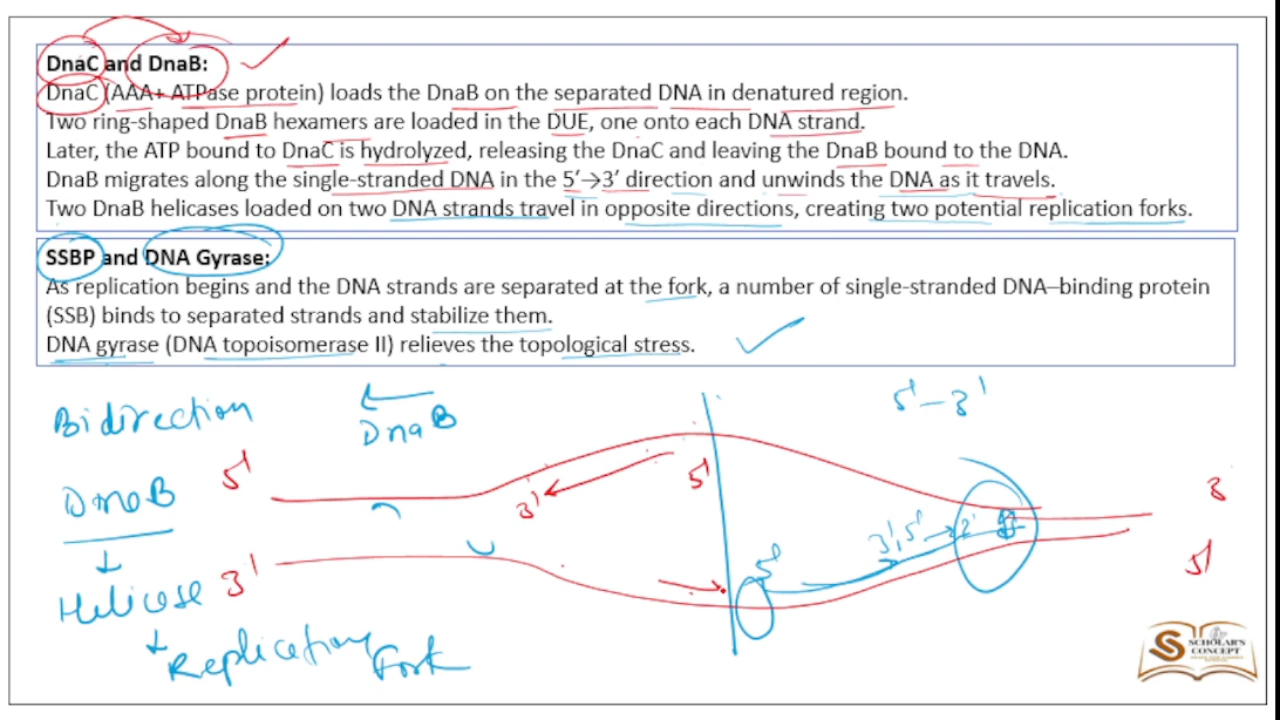 DnaC and DnaB:
DnaC (AAA+ ATPase protein) loads the DnaB on the separated DNA in denatured region.
Two ring-shaped DnaB hexamers are loaded in the DUE, one onto each DNA strand.
Later, the ATP bound to DnaC is hydrolyzed, releasing the DnaC and leaving the DnaB bound to the DNA.
DnaB migrates along the single-stranded DNA in the 5′→3′ direction and unwinds the DNA as it travels.
Two DnaB helicases loaded on two DNA strands travel in opposite directions, creating two potential replication forks.
SSBP and DNA Gyrase:
As replication begins and the DNA strands are separated at the fork, a number of single-stranded DNA–binding protein
(SSB) binds to separated strands and stabilize them.
DNA gyrase (DNA topoisomerase II) relieves the topological stress.
Bidirection
DnaB
5'-3'
5'
DnaB
3'
5'
3
5'
3',5'→
5'
3'
Helicase
Replication
Fork
SCHOLAR'S
CONCEPT